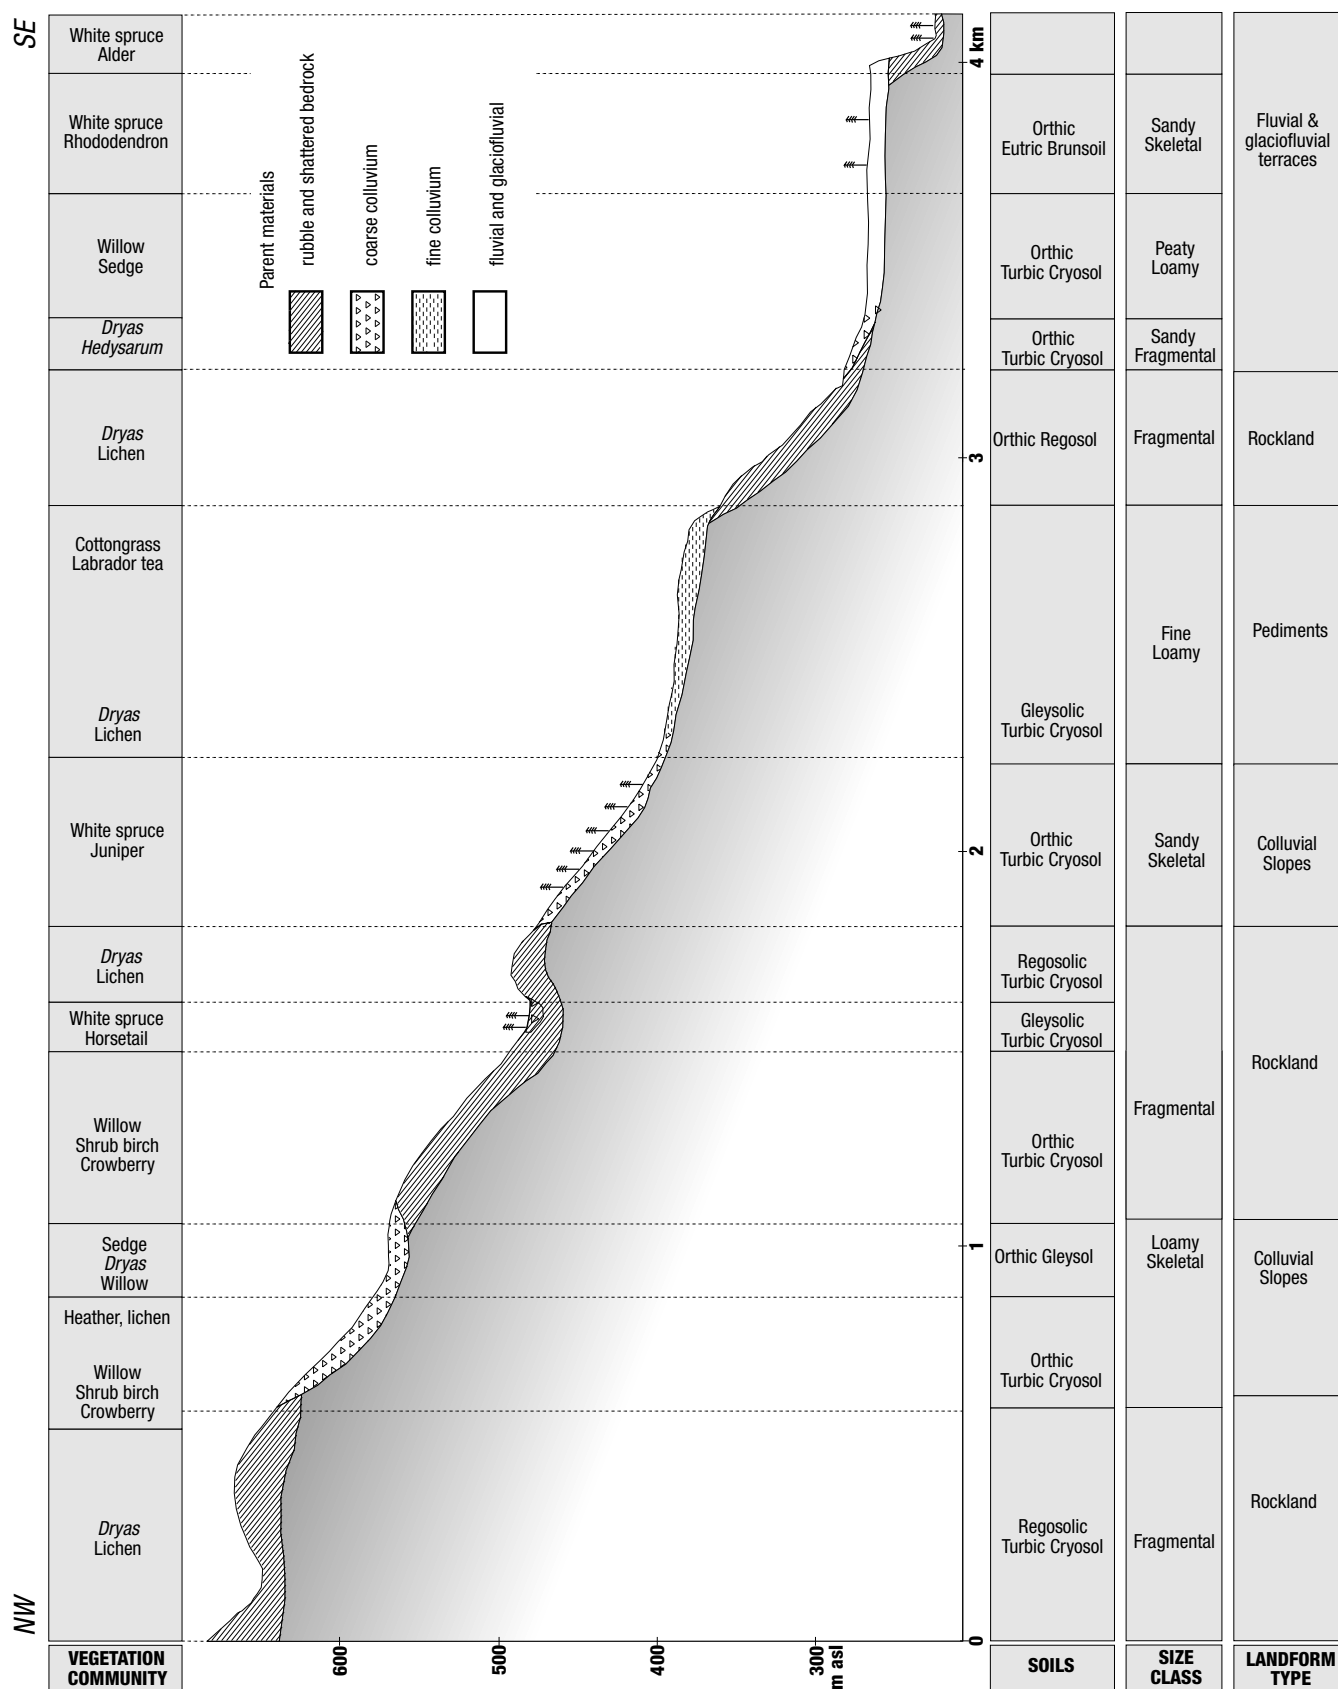 SE
White spruce
Alder
White spruce
Rhododendron
Willow
Sedge
Dryas
Hedysarum
Dryas
Lichen
Cottongrass
Labrador tea
Dryas
Lichen
White spruce
Juniper
Dryas
Lichen
White spruce
Horsetail
Willow
Shrub birch
Crowberry
Sedge
Dryas
Willow
Heather, lichen
Willow
Shrub birch
Crowberry
Dryas
Lichen
NW
VEGETATION
COMMUNITY
Parent materials
rubble and shattered bedrock
coarse colluvium
fine colluvium
fluvial and glaciofluvial
600
500
400
300
m asl
4 km
3
2
1
0
Orthic
Eutric Brunsoil
Orthic
Turbic Cryosol
Orthic
Turbic Cryosol
Orthic Regosol
Gleysolic
Turbic Cryosol
Orthic
Turbic Cryosol
Regosolic
Turbic Cryosol
Gleysolic
Turbic Cryosol
Orthic
Turbic Cryosol
Orthic Gleysol
Orthic
Turbic Cryosol
Regosolic
Turbic Cryosol
SOILS
Sandy
Skeletal
Peaty
Loamy
Sandy
Fragmental
Fragmental
Fine
Loamy
Sandy
Skeletal
Fragmental
Loamy
Skeletal
Fragmental
SIZE
CLASS
Fluvial &
glaciofluvial
terraces
Rockland
Pediments
Colluvial
Slopes
Rockland
Colluvial
Slopes
Rockland
LANDFORM
TYPE